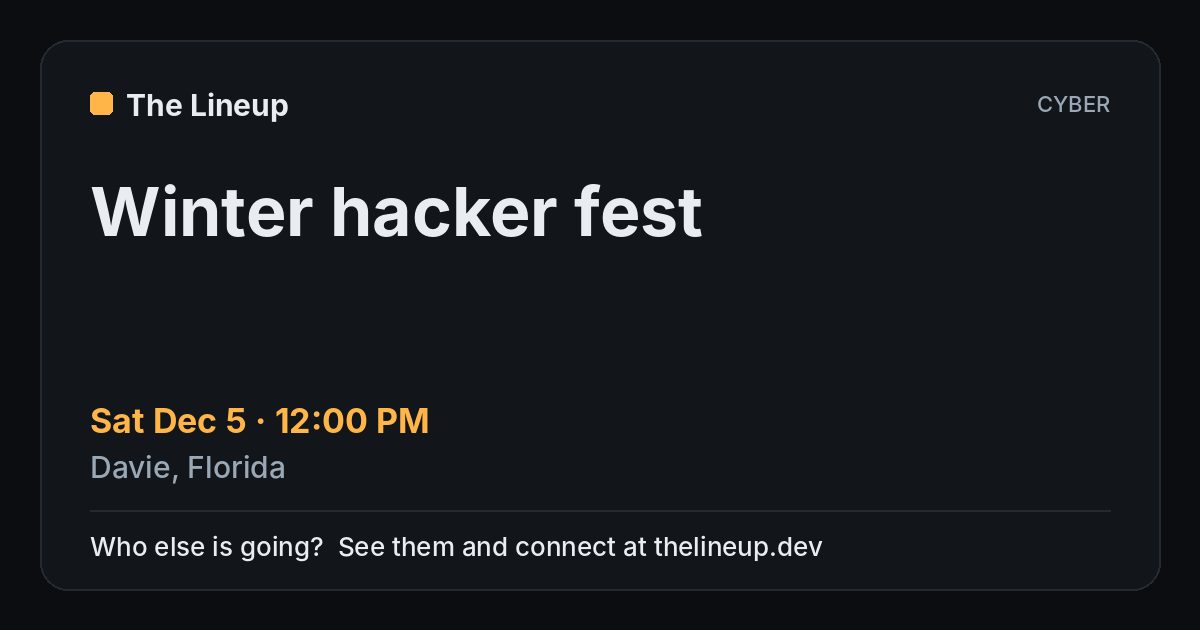 The Lineup
CYBER
Winter hacker fest
Sat Dec 5 · 12:00 PM
Davie, Florida
Who else is going? See them and connect at thelineup.dev